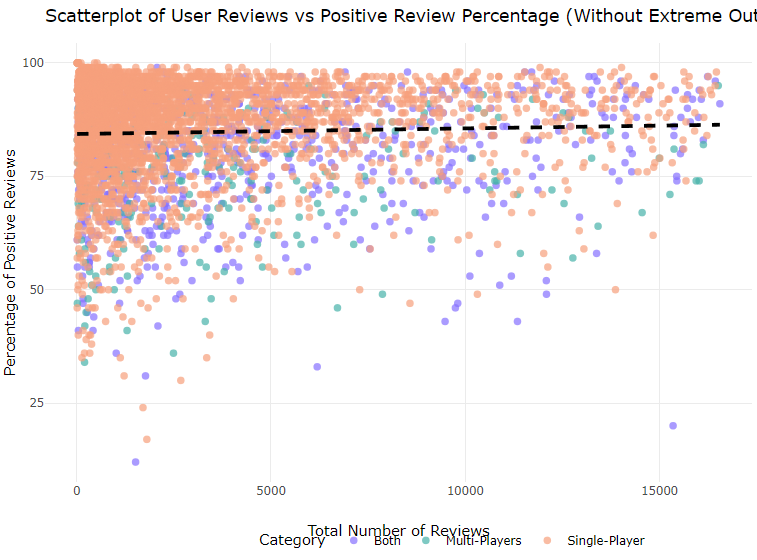 Scatterplot of User Reviews vs Positive Review Percentage (Without Extreme Out
100
75
50
25
Percentage of Positive Reviews
0 5000 10000 15000
Total Number of Reviews
Category Both Multi-Players Single-Player